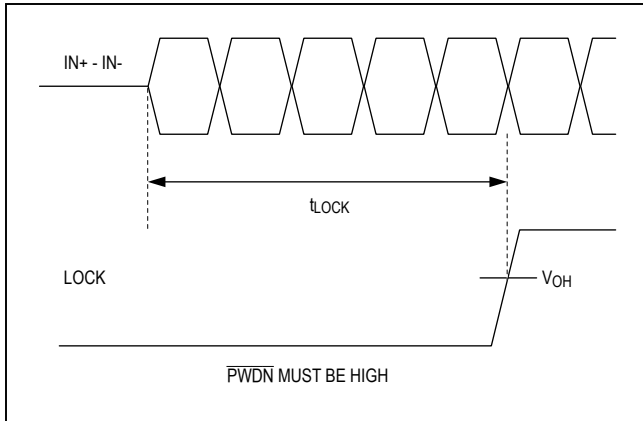 IN+ - IN-
tLOCK
LOCK
VOH
PWDN MUST BE HIGH